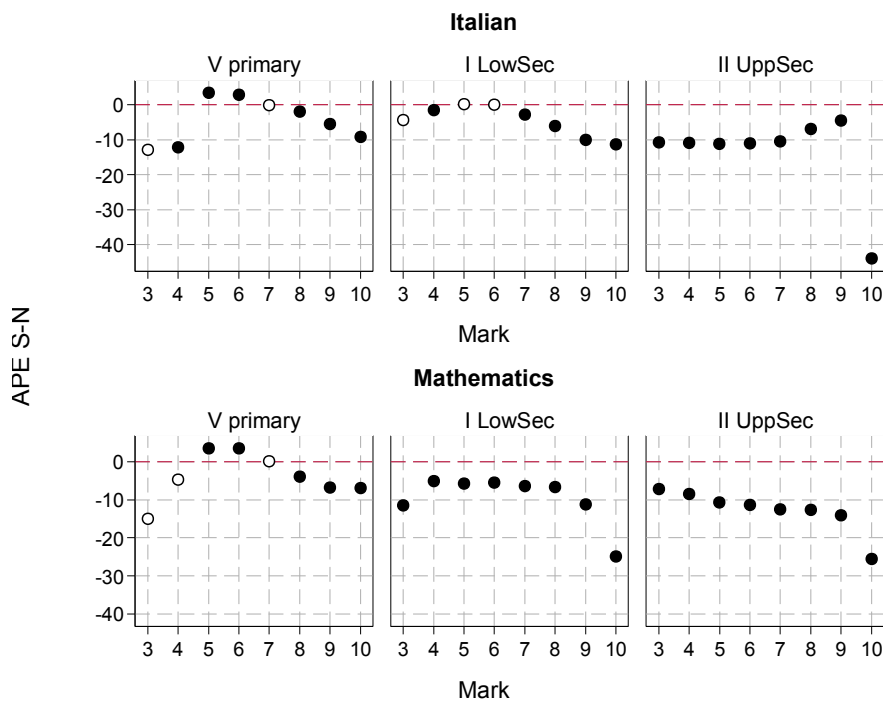 Italian
V primary
I LowSec
II UppSec
0
-10
-20
-30
-40
3 4 5 6 7 8 9 10
3 4 5 6 7 8 9 10
3 4 5 6 7 8 9 10
Mark
APE S-N
Mathematics
V primary
I LowSec
II UppSec
0
-10
-20
-30
-40
3 4 5 6 7 8 9 10
3 4 5 6 7 8 9 10
3 4 5 6 7 8 9 10
Mark